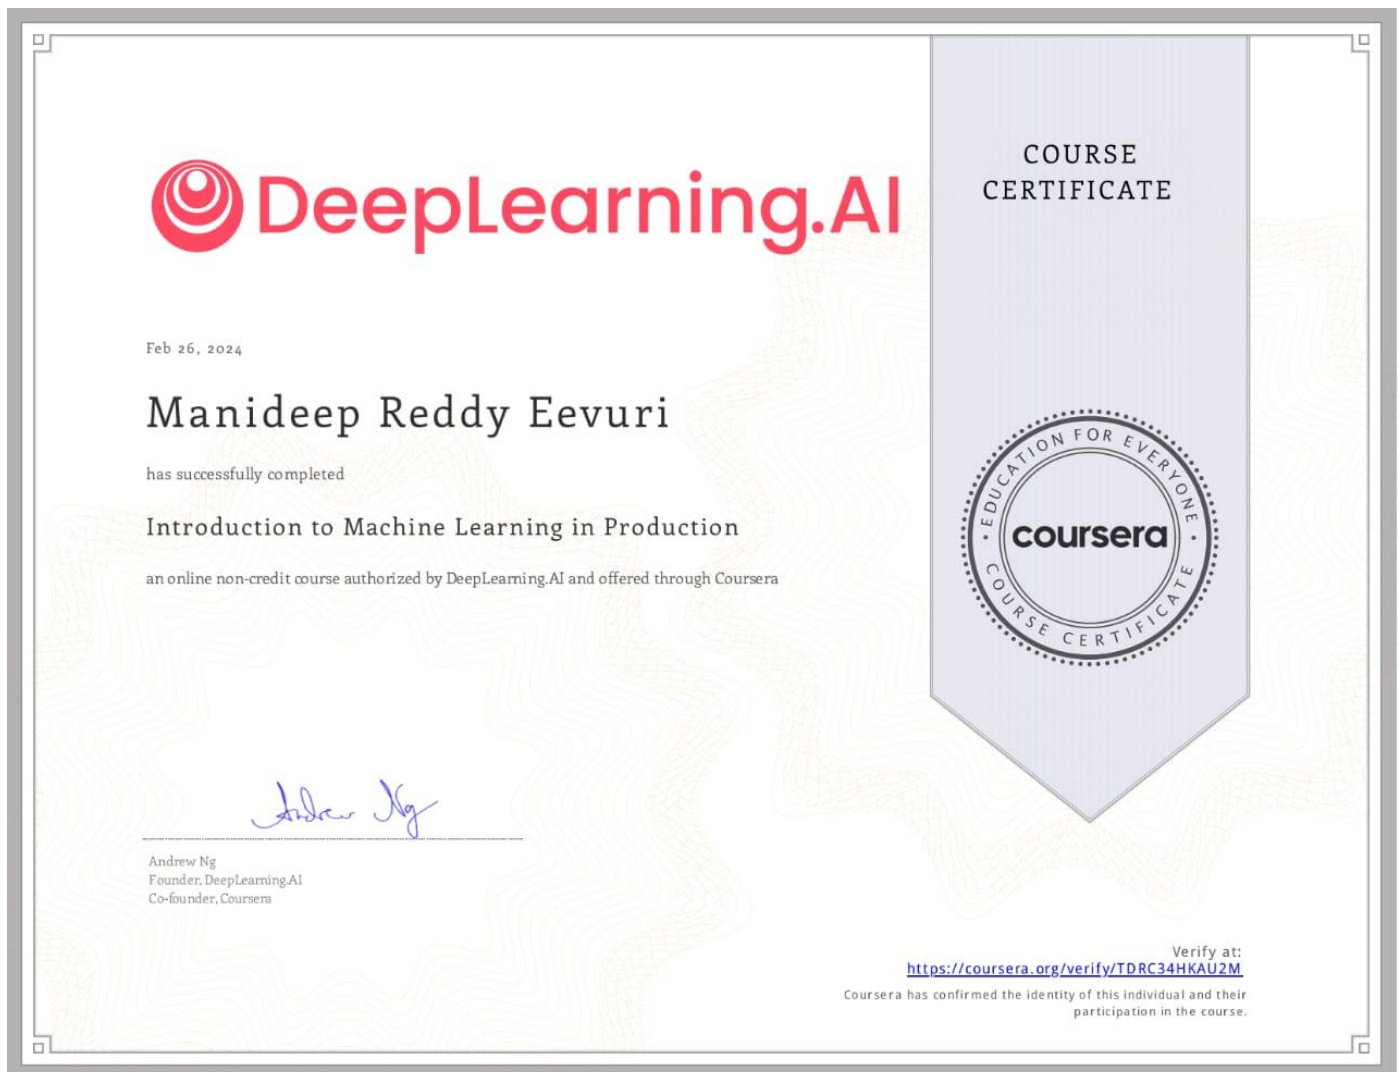 DeepLearning.AI
COURSE
CERTIFICATE
Feb 26, 2024
Manideep Reddy Eevuri
has successfully completed
Introduction to Machine Learning in Production
an online non-credit course authorized by DeepLearning.AI and offered through Coursera
EDUCATION FOR EVERYONE
coursera
COURSE CERTIFICATE
Andrew Ng
Andrew Ng
Founder, DeepLearning.AI
Co-founder, Coursera
Verify at:
https://coursera.org/verify/TDRC34HKAU2M
Coursera has confirmed the identity of this individual and their
participation in the course.